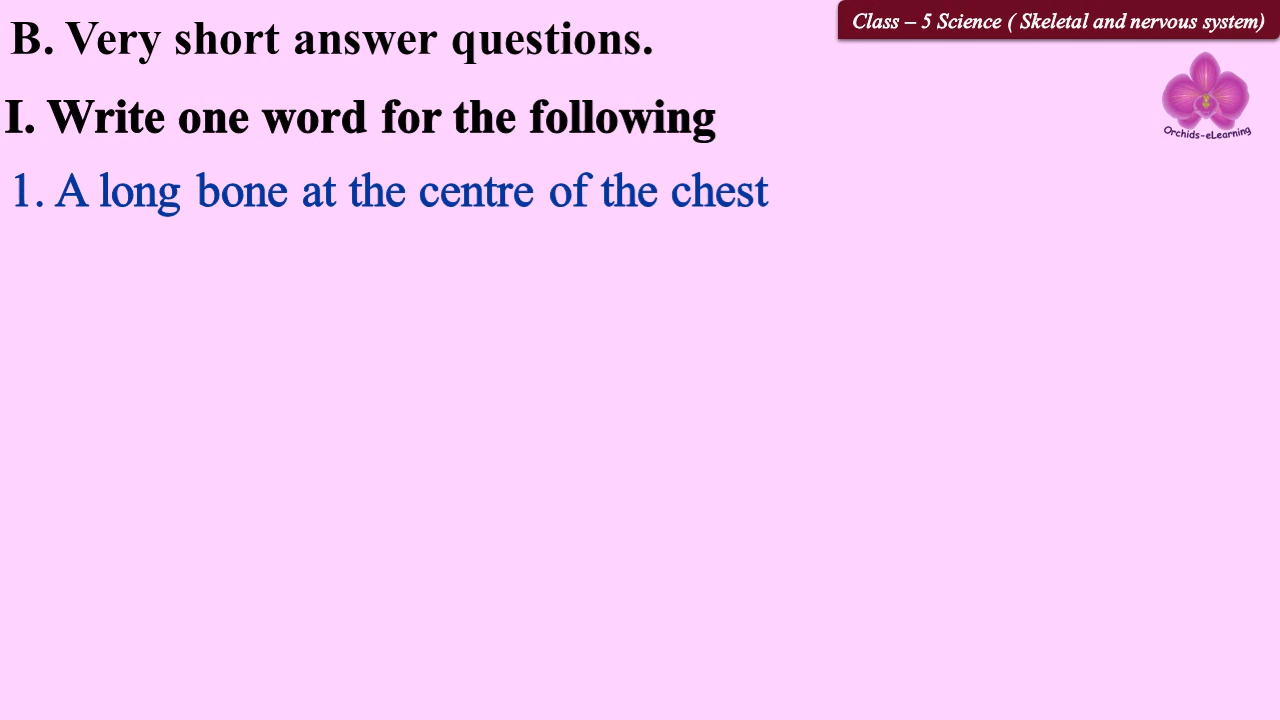 Class – 5 Science ( Skeletal and nervous system)
B. Very short answer questions.
Orchids-eLearning
I. Write one word for the following
1. A long bone at the centre of the chest